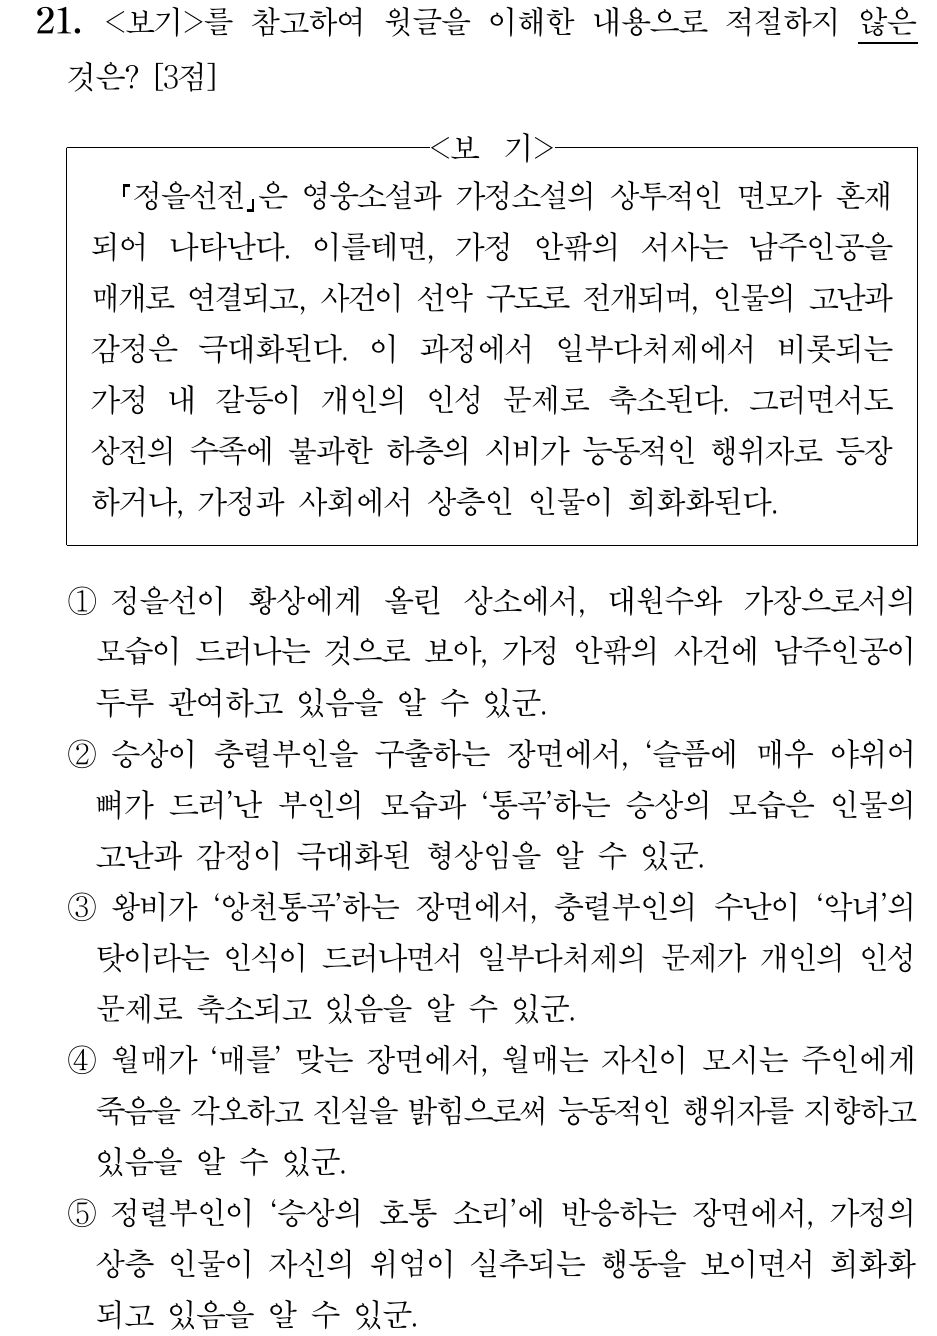 21. <보기>를 참고하여 윗글을 이해한 내용으로 적절하지 않은
것은? [3점]
<보 기>
『정을선전』은 영웅소설과 가정소설의 상투적인 면모가 혼재
되어 나타난다. 이를테면, 가정 안팎의 서사는 남주인공을
매개로 연결되고, 사건이 선악 구도로 전개되며, 인물의 고난과
감정은 극대화된다. 이 과정에서 일부다처제에서 비롯되는
가정 내 갈등이 개인의 인성 문제로 축소된다. 그러면서도
상전의 수족에 불과한 하층의 시비가 능동적인 행위자로 등장
하거나, 가정과 사회에서 상층인 인물이 희화화된다.
① 정을선이 황상에게 올린 상소에서, 대원수와 가장으로서의
모습이 드러나는 것으로 보아, 가정 안팎의 사건에 남주인공이
두루 관여하고 있음을 알 수 있군.
② 승상이 충렬부인을 구출하는 장면에서, ‘슬픔에 매우 야위어
뼈가 드러’난 부인의 모습과 ‘통곡’하는 승상의 모습은 인물의
고난과 감정이 극대화된 형상임을 알 수 있군.
③ 왕비가 ‘앙천통곡’하는 장면에서, 충렬부인의 수난이 ‘악녀’의
탓이라는 인식이 드러나면서 일부다처제의 문제가 개인의 인성
문제로 축소되고 있음을 알 수 있군.
④ 월매가 ‘매를’ 맞는 장면에서, 월매는 자신이 모시는 주인에게
죽음을 각오하고 진실을 밝힘으로써 능동적인 행위자를 지향하고
있음을 알 수 있군.
⑤ 정렬부인이 ‘승상의 호통 소리’에 반응하는 장면에서, 가정의
상층 인물이 자신의 위엄이 실추되는 행동을 보이면서 희화화
되고 있음을 알 수 있군.